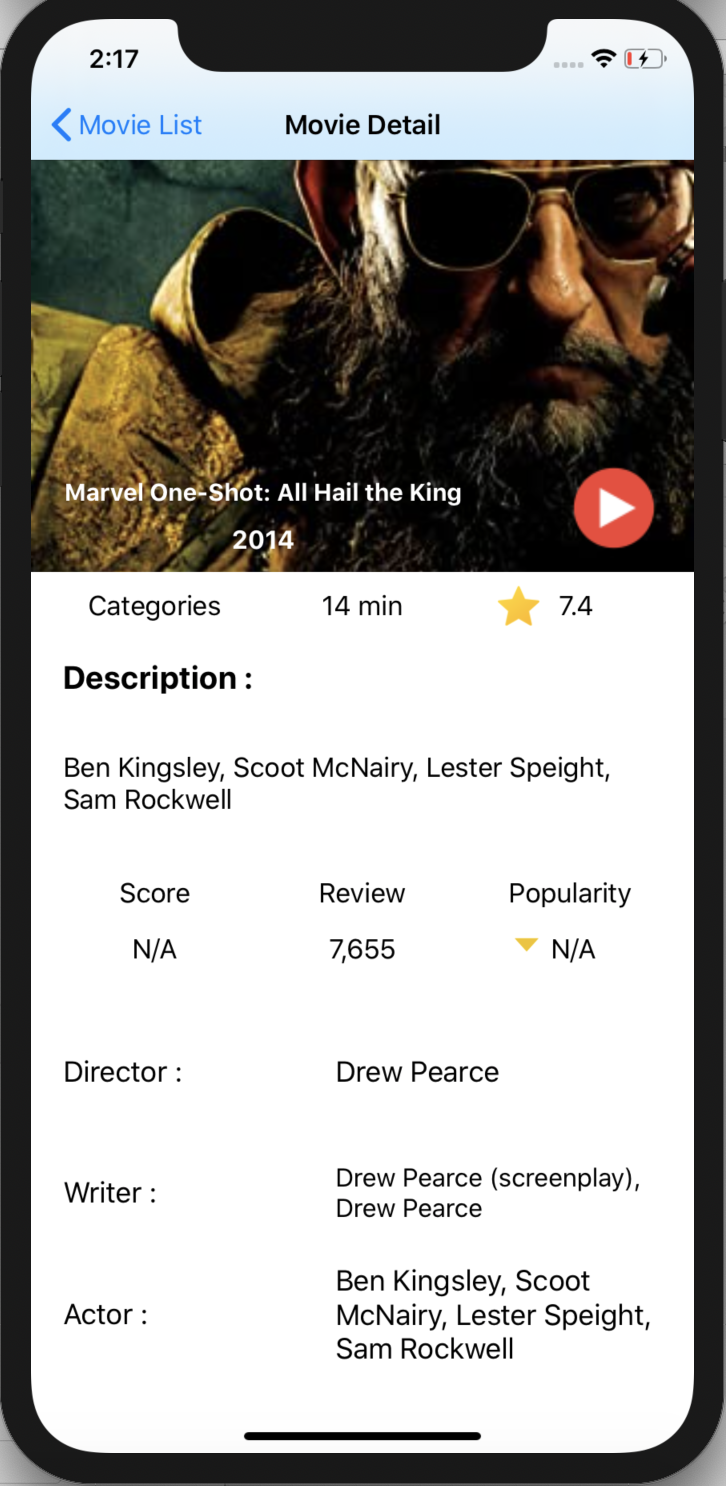 2:17
Movie List
Movie Detail
Marvel One-Shot: All Hail the King
2014
Categories 14 min 7.4
Description :
Ben Kingsley, Scoot McNairy, Lester Speight,
Sam Rockwell
Score Review Popularity
N/A 7,655 N/A
Director : Drew Pearce
Writer : Drew Pearce (screenplay),
Drew Pearce
Actor : Ben Kingsley, Scoot
McNairy, Lester Speight,
Sam Rockwell